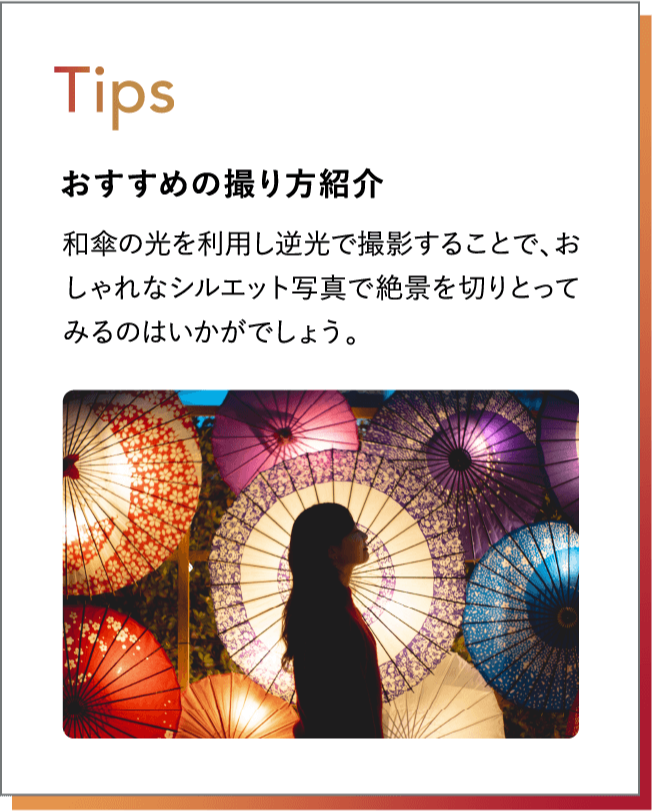 Tips
おすすめの撮り方紹介
和傘の光を利用し逆光で撮影することで、お
しゃれなシルエット写真で絶景を切りとって
みるのはいかがでしょう。